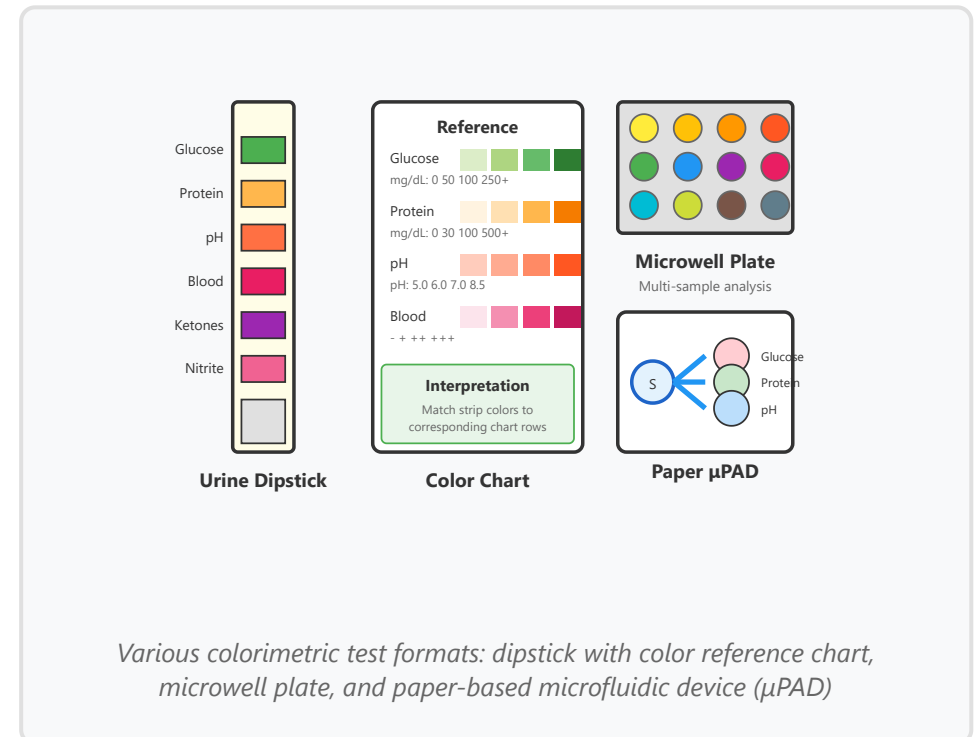 Glucose
Protein
pH
Blood
Ketones
Nitrite
Urine Dipstick
Reference
Glucose
mg/dL: 0 50 100 250+
Protein
mg/dL: 0 30 100 500+
pH
pH: 5.0 6.0 7.0 8.5
Blood
- + ++ +++
Interpretation
Match strip colors to
corresponding chart rows
Color Chart
Microwell Plate
Multi-sample analysis
S
Glucose
Protein
pH
Paper μPAD
Various colorimetric test formats: dipstick with color reference chart,
microwell plate, and paper-based microfluidic device (μPAD)